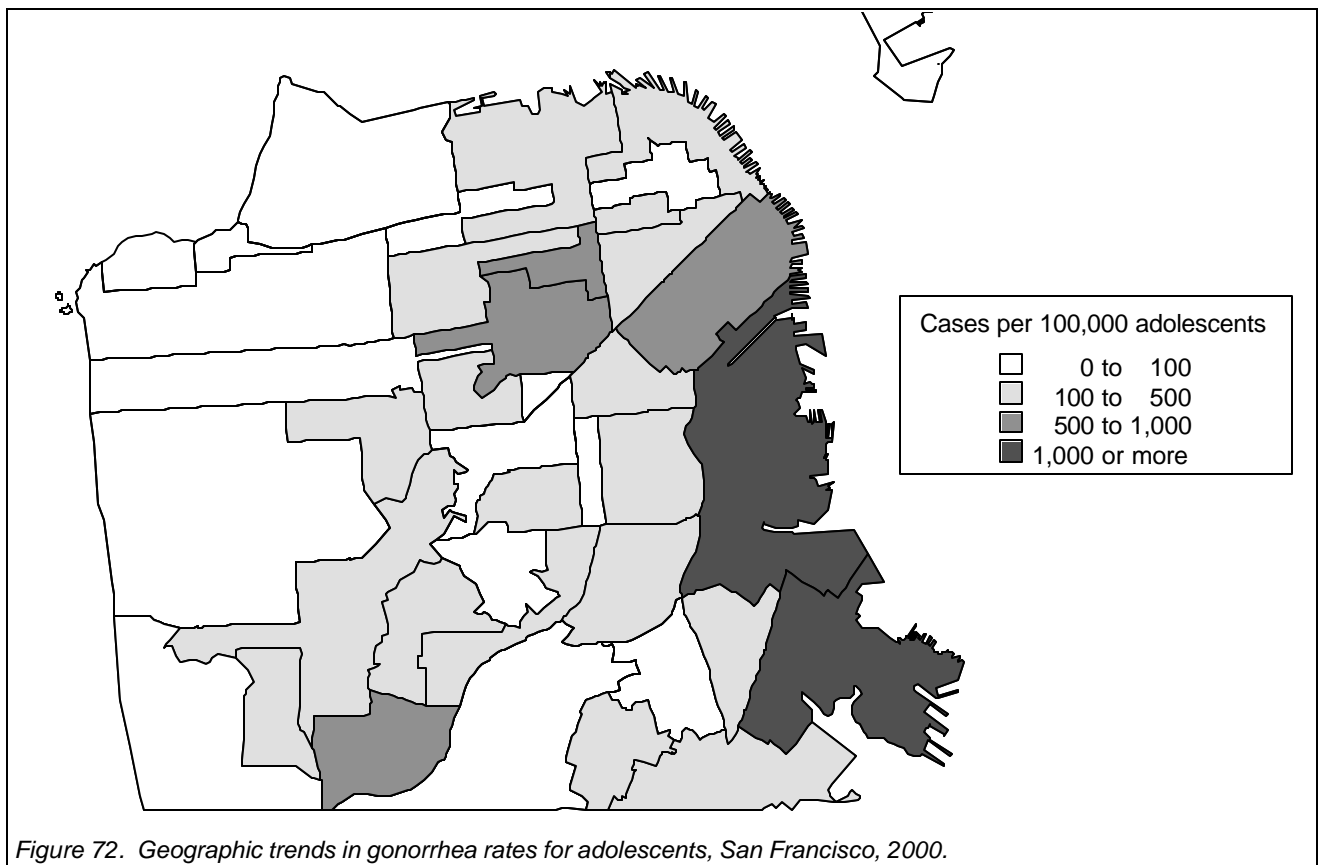 Cases per 100,000 adolescents
0 to 100
100 to 500
500 to 1,000
1,000 or more
Figure 72. Geographic trends in gonorrhea rates for adolescents, San Francisco, 2000.